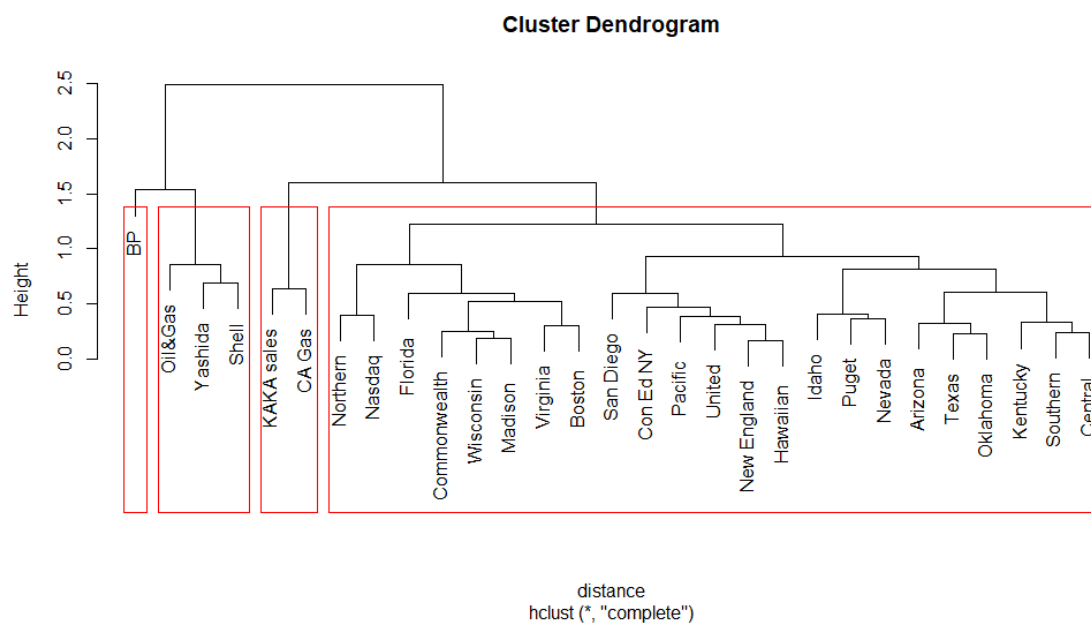 Cluster Dendrogram
Height
2.5
2.0
1.5
1.0
0.5
0.0
BP
Oil&Gas
Yashida
Shell
KAKA sales
CA Gas
Northern
Nasdaq
Florida
Commonwealth
Wisconsin
Madison
Virginia
Boston
San Diego
Con Ed NY
Pacific
United
New England
Hawaiian
Idaho
Puget
Nevada
Arizona
Texas
Oklahoma
Kentucky
Southern
Central
distance
hclust (*, "complete")